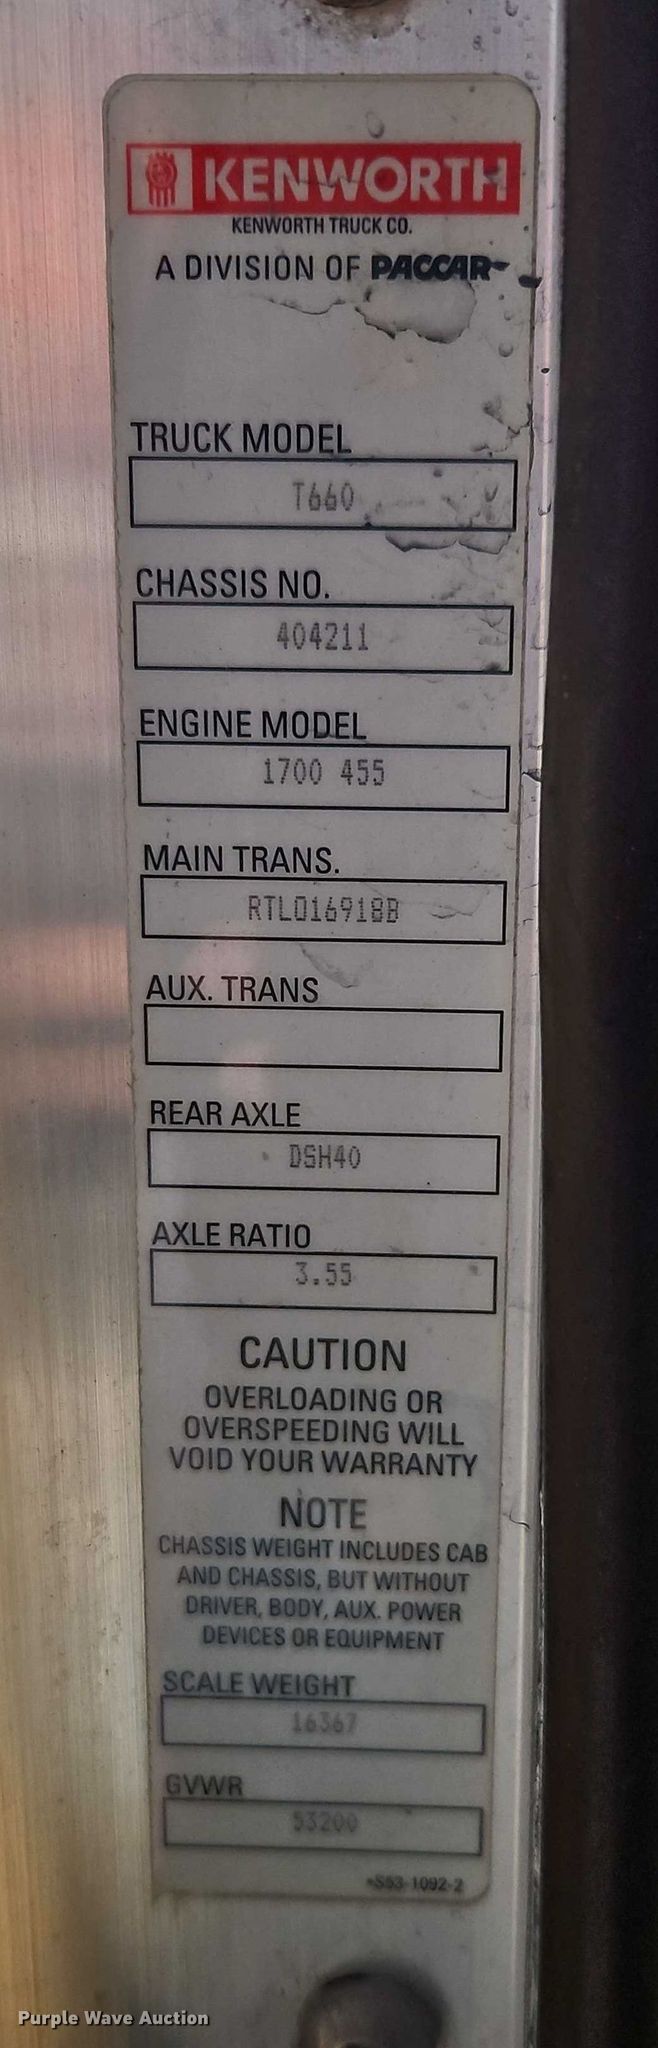 KENWORTH
KENWORTH TRUCK CO.
A DIVISION OF PACCAR
TRUCK MODEL
T660
CHASSIS NO.
404211
ENGINE MODEL
1700 455
MAIN TRANS.
RTLO16918B
AUX. TRANS
REAR AXLE
DSH40
AXLE RATIO
3.55
CAUTION
OVERLOADING OR
OVERSPEEDING WILL
VOID YOUR WARRANTY
NOTE
CHASSIS WEIGHT INCLUDES CAB
AND CHASSIS, BUT WITHOUT
DRIVER, BODY, AUX. POWER
DEVICES OR EQUIPMENT
SCALE WEIGHT
16367
GVWR
53200
S53-1092-2
Purple Wave Auction